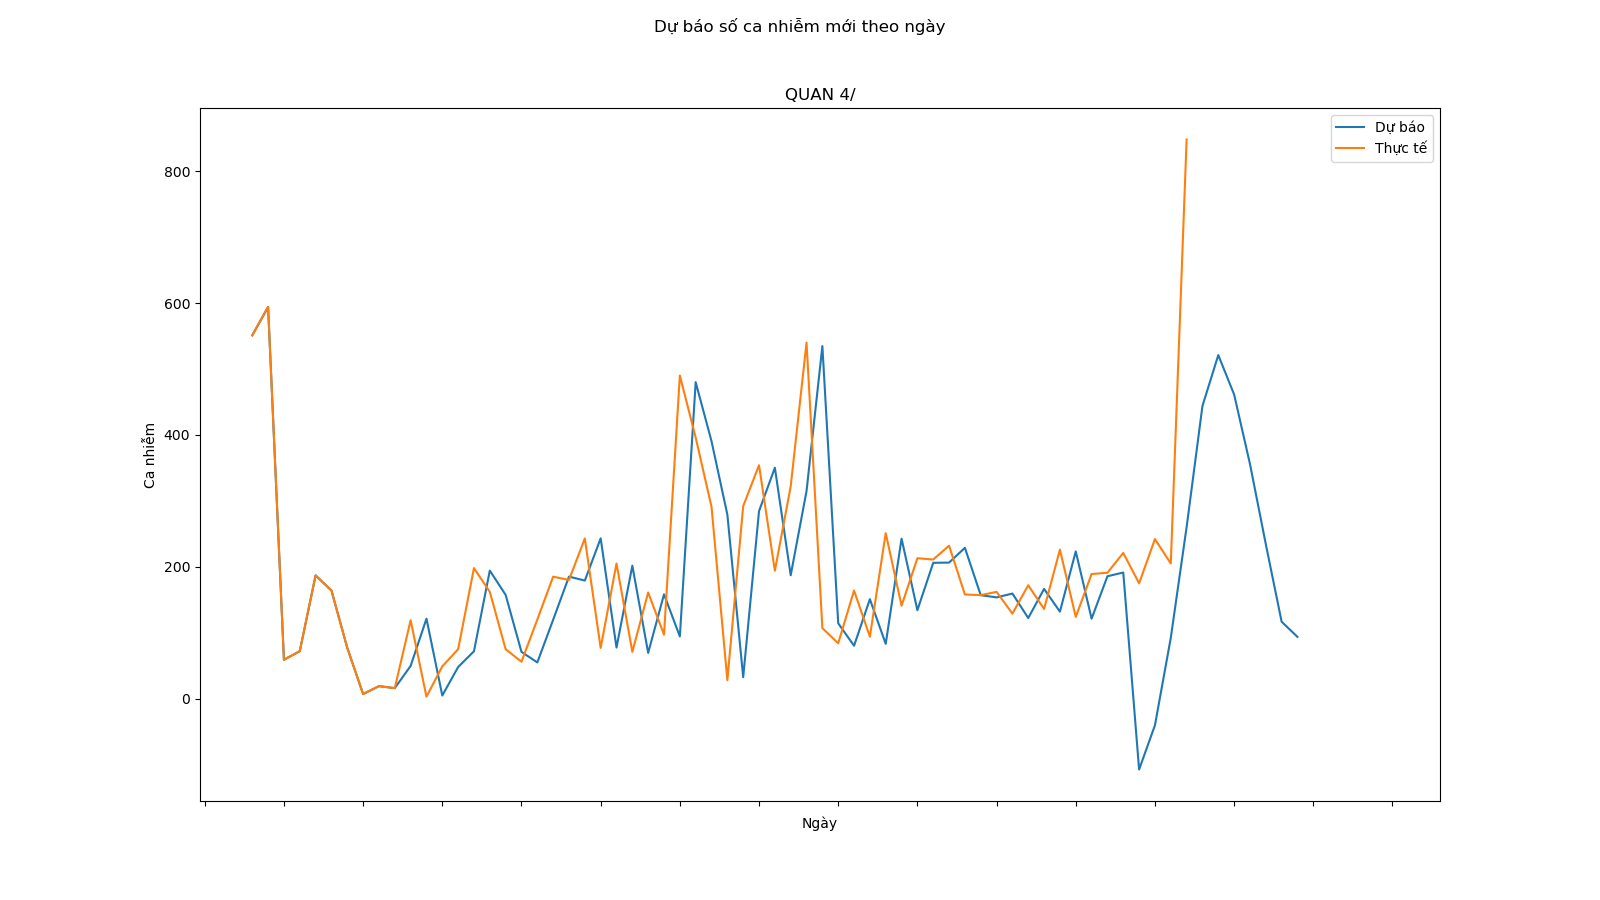 Dự báo số ca nhiễm mới theo ngày
QUAN 4/
Dự báo
Thực tế
800
600
400
200
0
Ca nhiễm
Ngày